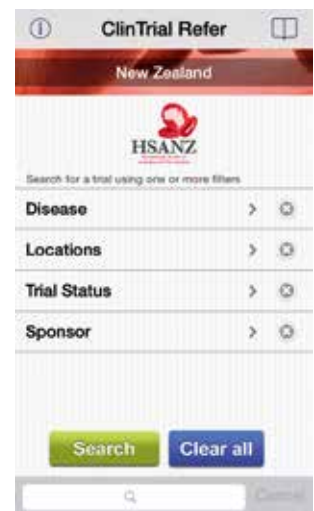 ClinTrial Refer
New Zealand
HSANZ
Search for a trial using one or more filters
Disease
Locations
Trial Status
Sponsor
Search
Clear all
Cancel